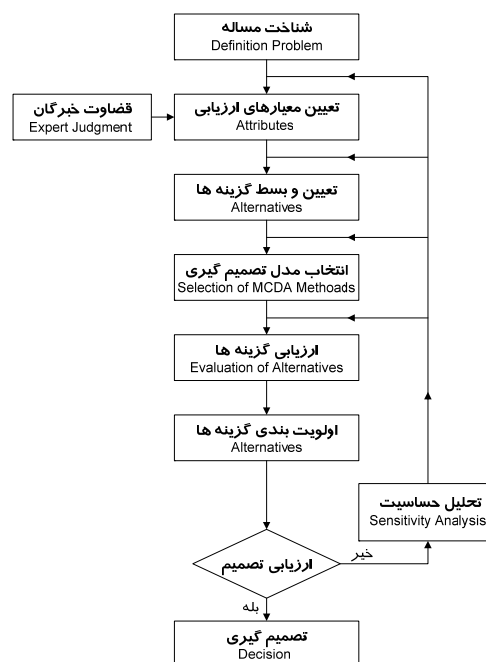 شناخت مساله
Definition Problem
قضاوت خبرگان
Expert Judgment
تعیین معیارهای ارزیابی
Attributes
تعیین و بسط گزینه ها
Alternatives
انتخاب مدل تصمیم گیری
Selection of MCDA Methoads
ارزیابی گزینه ها
Evaluation of Alternatives
اولویت بندی گزینه ها
Alternatives
تحلیل حساسیت
Sensitivity Analysis
ارزیابی تصمیم
خیر
بله
تصمیم گیری
Decision